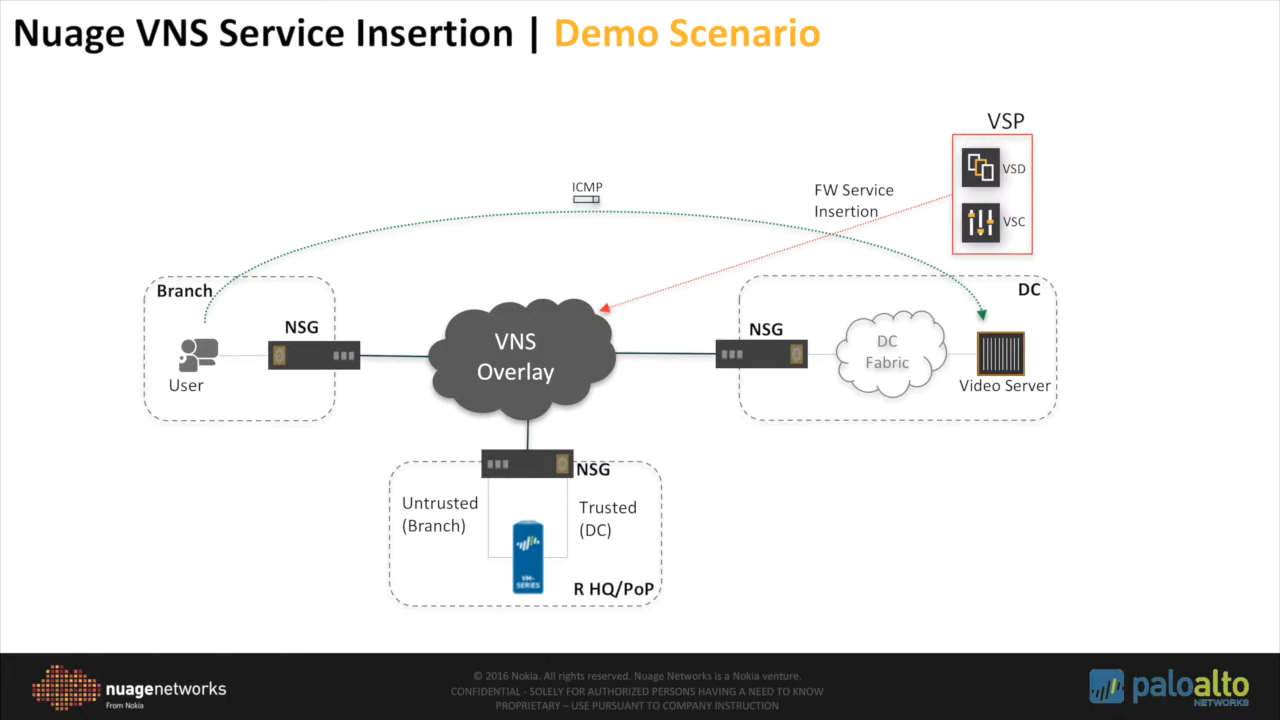 Nuage VNS Service Insertion | Demo Scenario
VSP
VSD
VSC
ICMP
FW Service
Insertion
Branch
NSG
User
VNS
Overlay
DC
NSG
DC
Fabric
Video Server
NSG
Untrusted
(Branch)
Trusted
(DC)
VM-
SERIES
R HQ/PoP
nuagenetworks
From Nokia
© 2016 Nokia. All rights reserved. Nuage Networks is a Nokia venture.
CONFIDENTIAL - SOLELY FOR AUTHORIZED PERSONS HAVING A NEED TO KNOW
PROPRIETARY – USE PURSUANT TO COMPANY INSTRUCTION
paloalto
NETWORKS